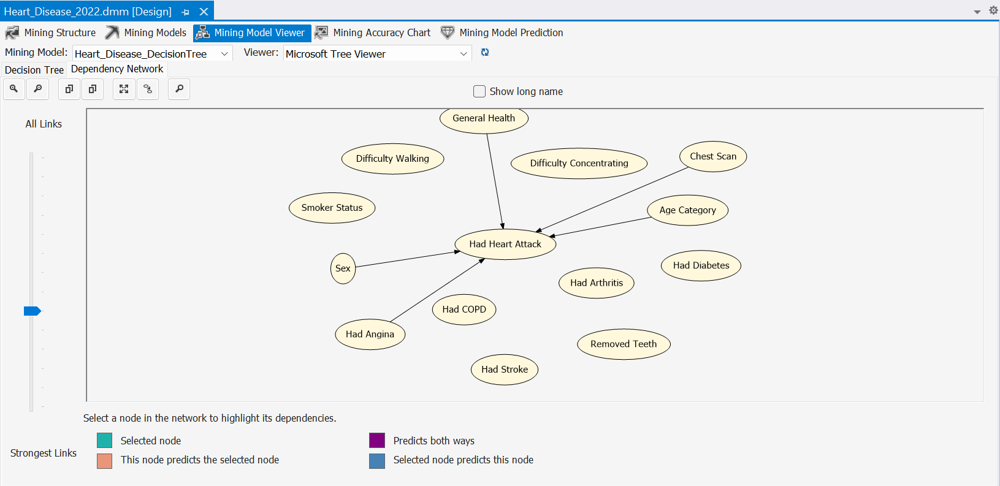 Heart_Disease_2022.dmm [Design]
Mining Structure Mining Models Mining Model Viewer Mining Accuracy Chart Mining Model Prediction
Mining Model: Heart_Disease_DecisionTree Viewer: Microsoft Tree Viewer
Decision Tree Dependency Network
Show long name
All Links
General Health
Difficulty Walking
Difficulty Concentrating
Chest Scan
Smoker Status
Age Category
Had Heart Attack
Sex
Had Diabetes
Had Arthritis
Had COPD
Had Angina
Removed Teeth
Had Stroke
Select a node in the network to highlight its dependencies.
Selected node
Predicts both ways
Strongest Links
This node predicts the selected node
Selected node predicts this node